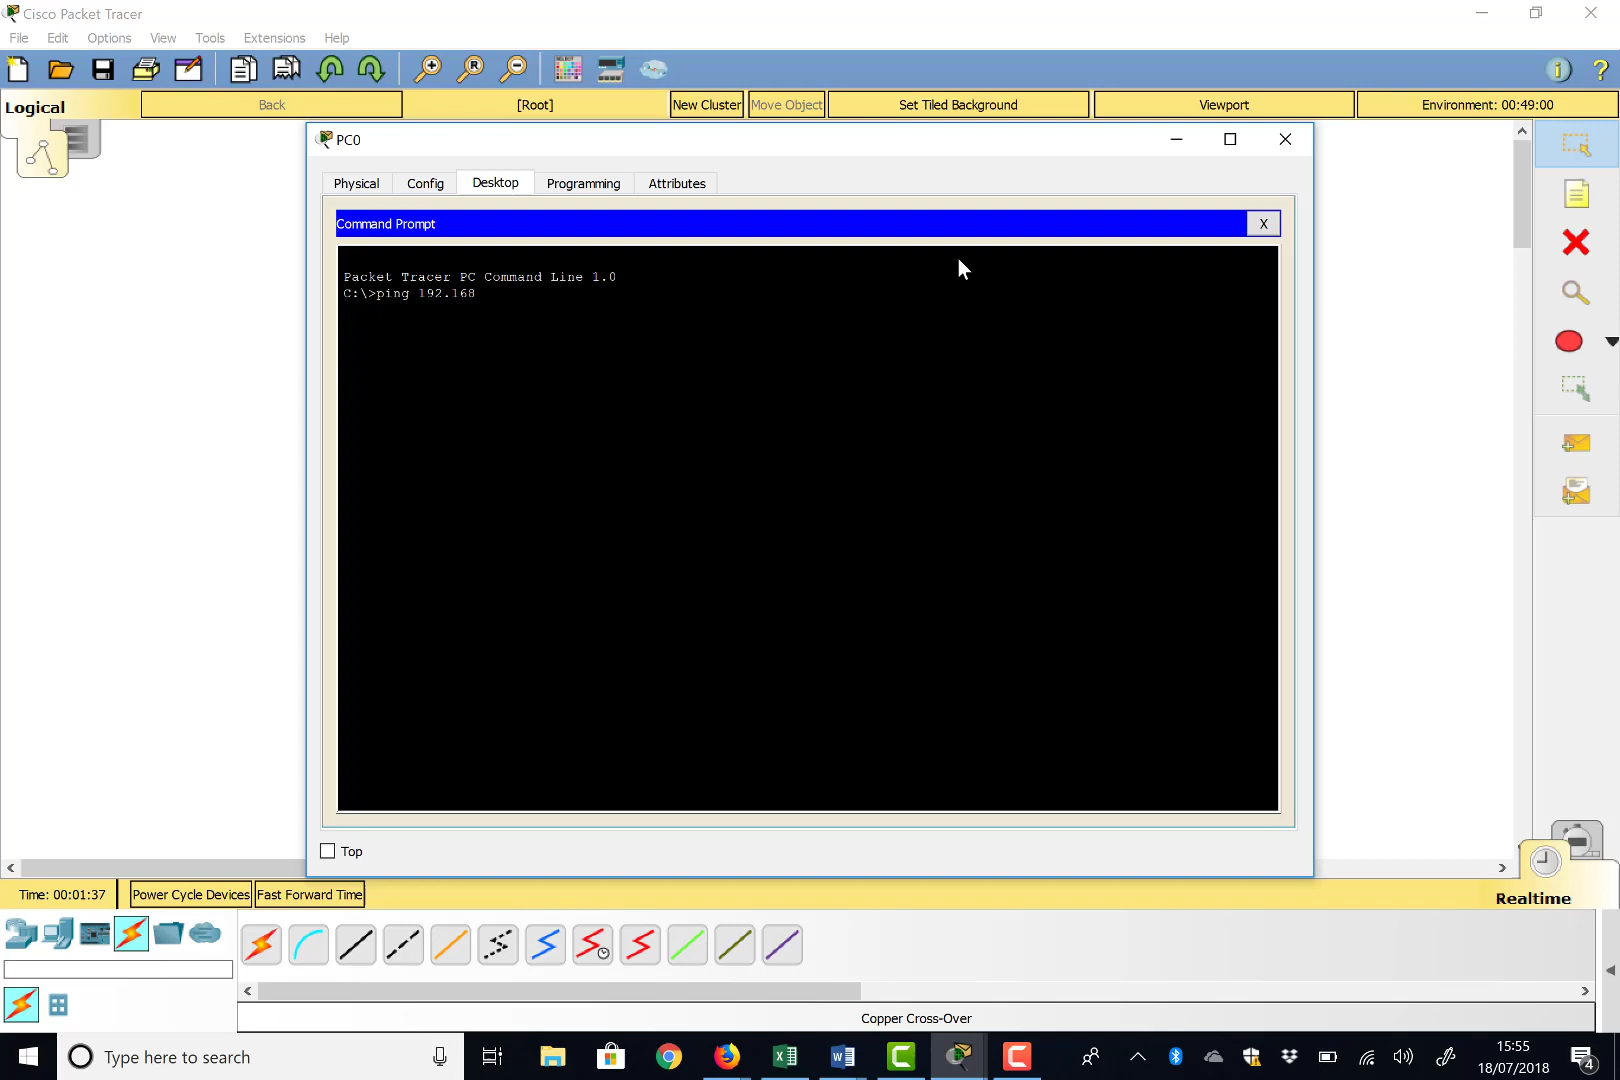 Cisco Packet Tracer
File Edit Options View Tools Extensions Help
Logical Back [Root] New Cluster Move Object Set Tiled Background Viewport Environment: 00:49:00
PC0
Physical Config Desktop Programming Attributes
Command Prompt X
Packet Tracer PC Command Line 1.0
C:\>ping 192.168
Top
Time: 00:01:37 Power Cycle Devices Fast Forward Time Realtime
Copper Cross-Over
Type here to search
15:55
18/07/2018
4